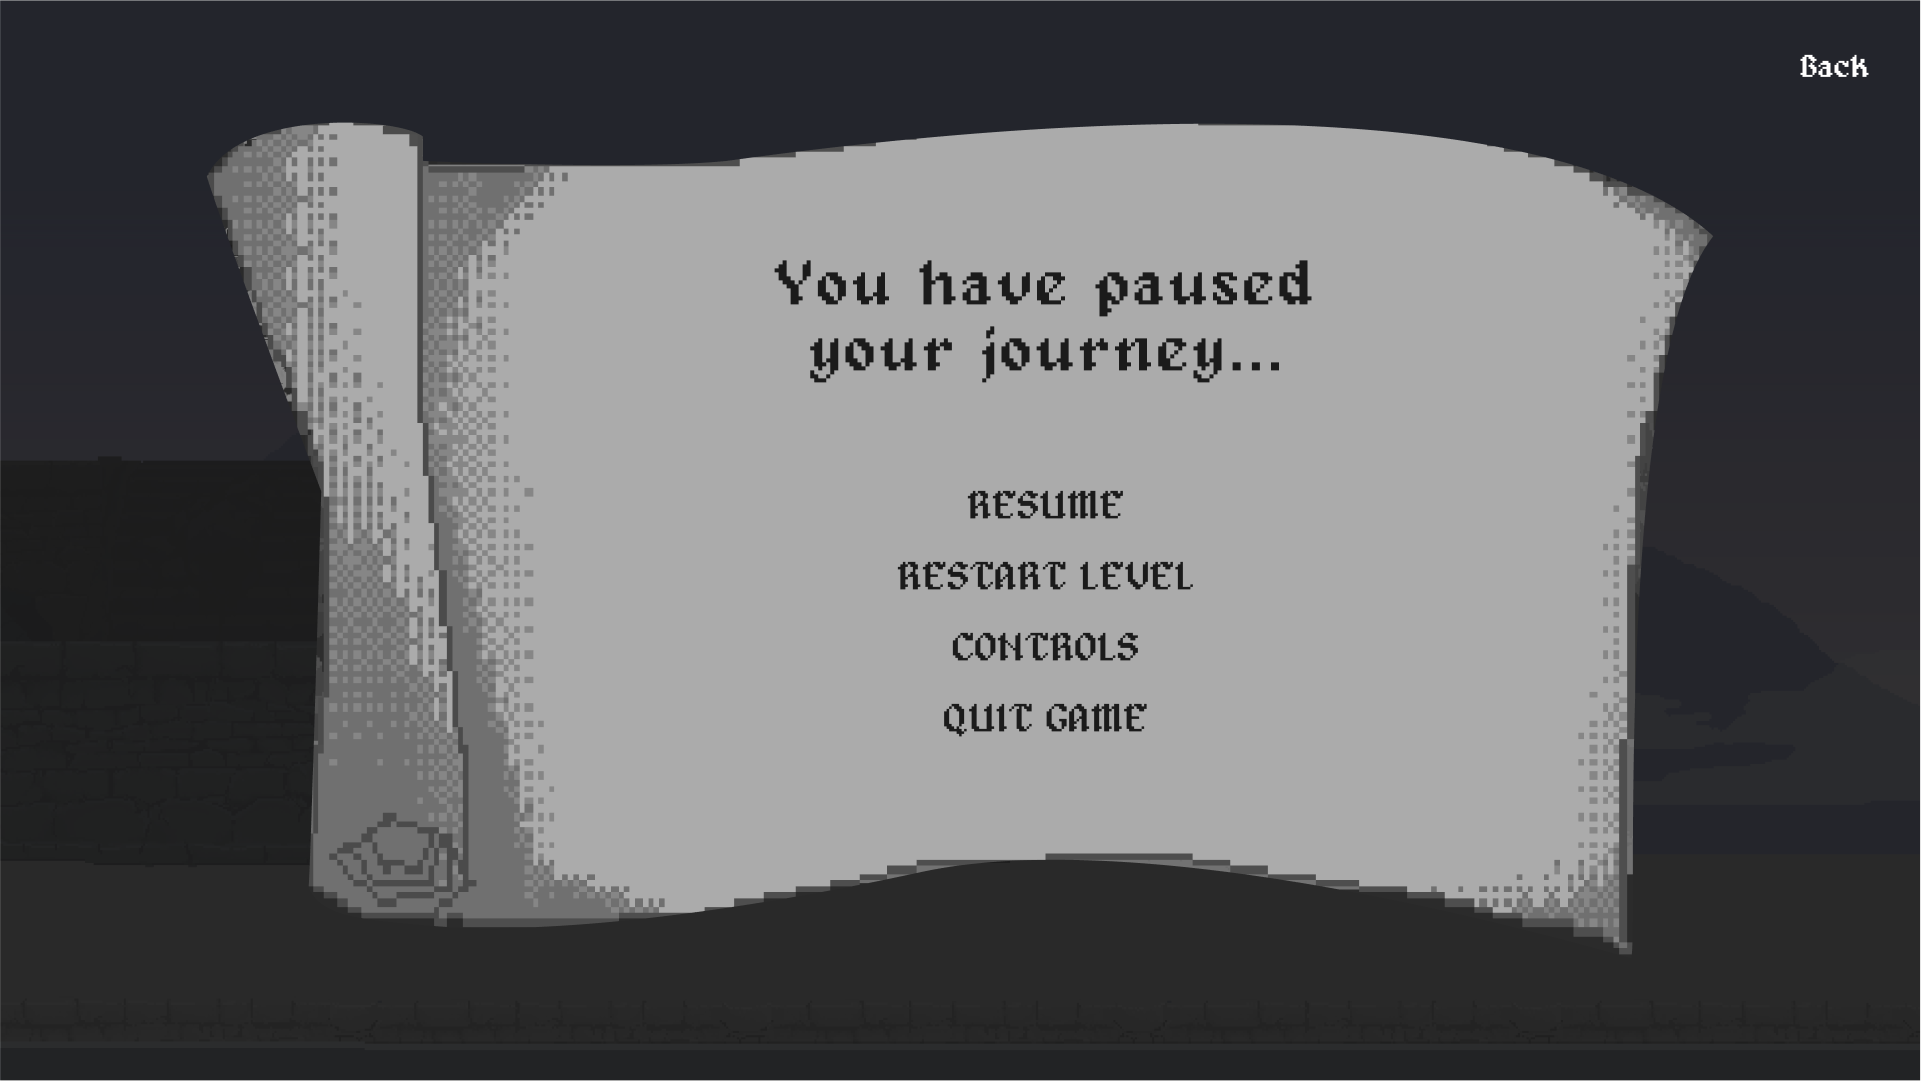 Back
You have paused
your journey...
RESUME
RESTART LEVEL
CONTROLS
QUIT GAME